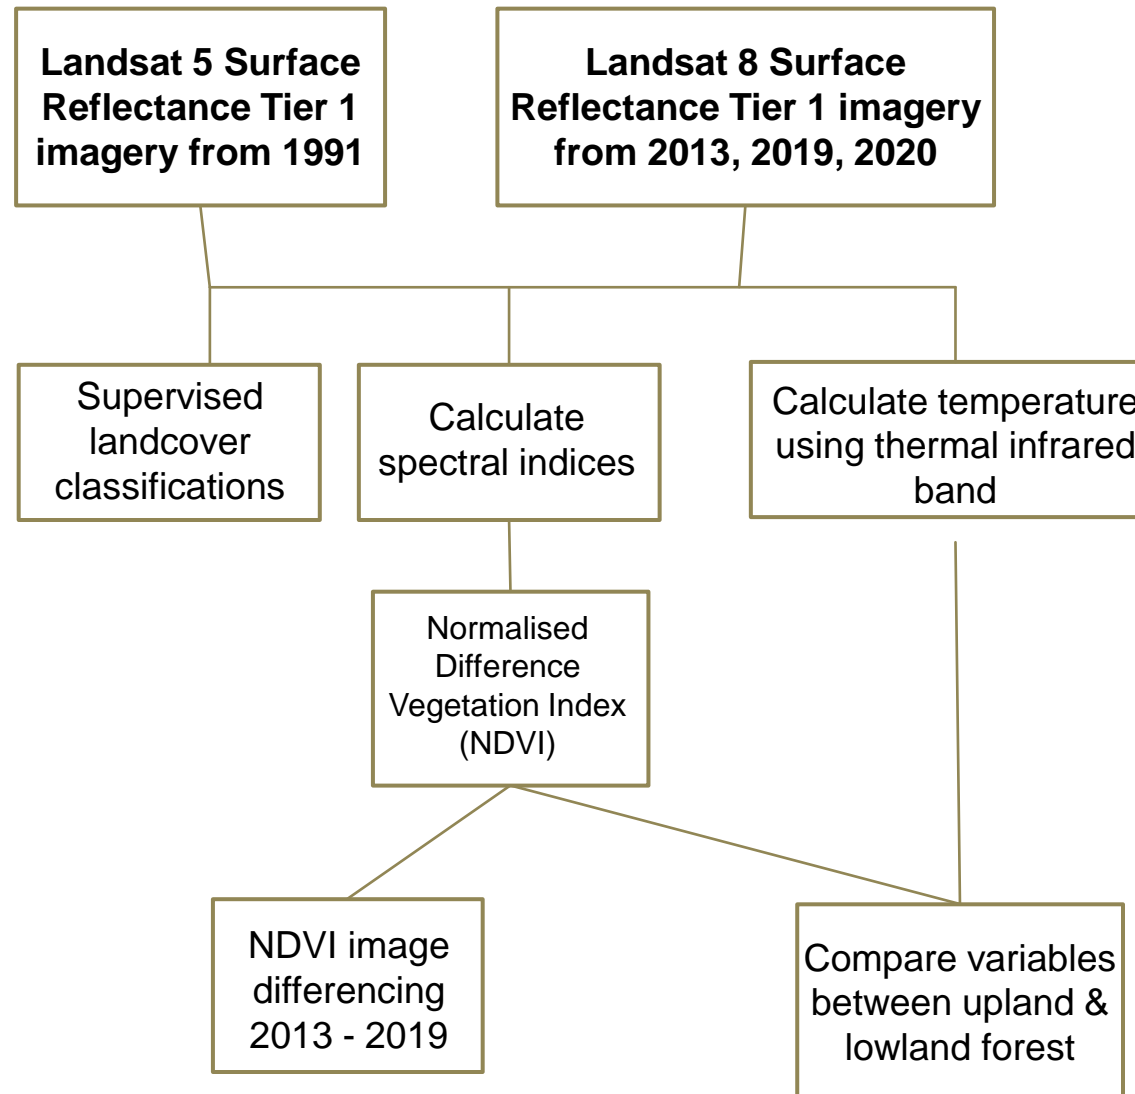 Landsat 5 Surface
Reflectance Tier 1
imagery from 1991
Landsat 8 Surface
Reflectance Tier 1 imagery
from 2013, 2019, 2020
Supervised
landcover
classifications
Calculate
spectral indices
Calculate temperature
using thermal infrared
band
Normalised
Difference
Vegetation Index
(NDVI)
NDVI image
differencing
2013 - 2019
Compare variables
between upland &
lowland forest